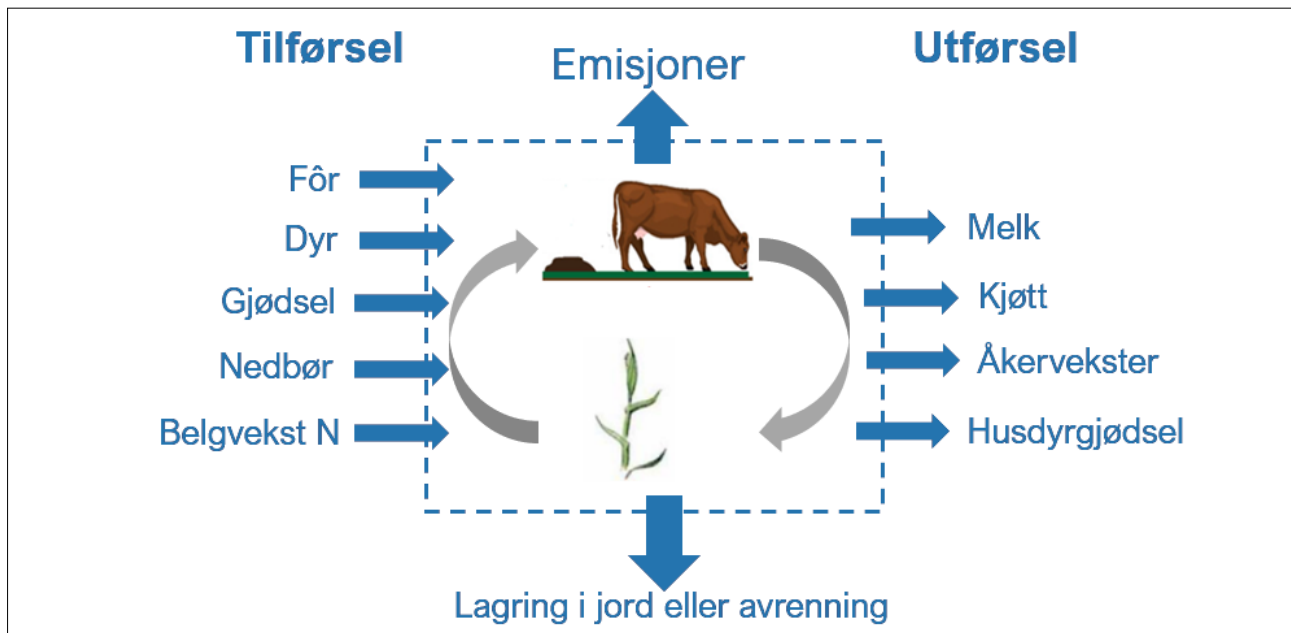 Tilførsel
Emisjoner
Utførsel
Fôr
Dyr
Gjødsel
Nedbør
Belgvekst N
Melk
Kjøtt
Åkervekster
Husdyrgjødsel
Lagring i jord eller avrenning